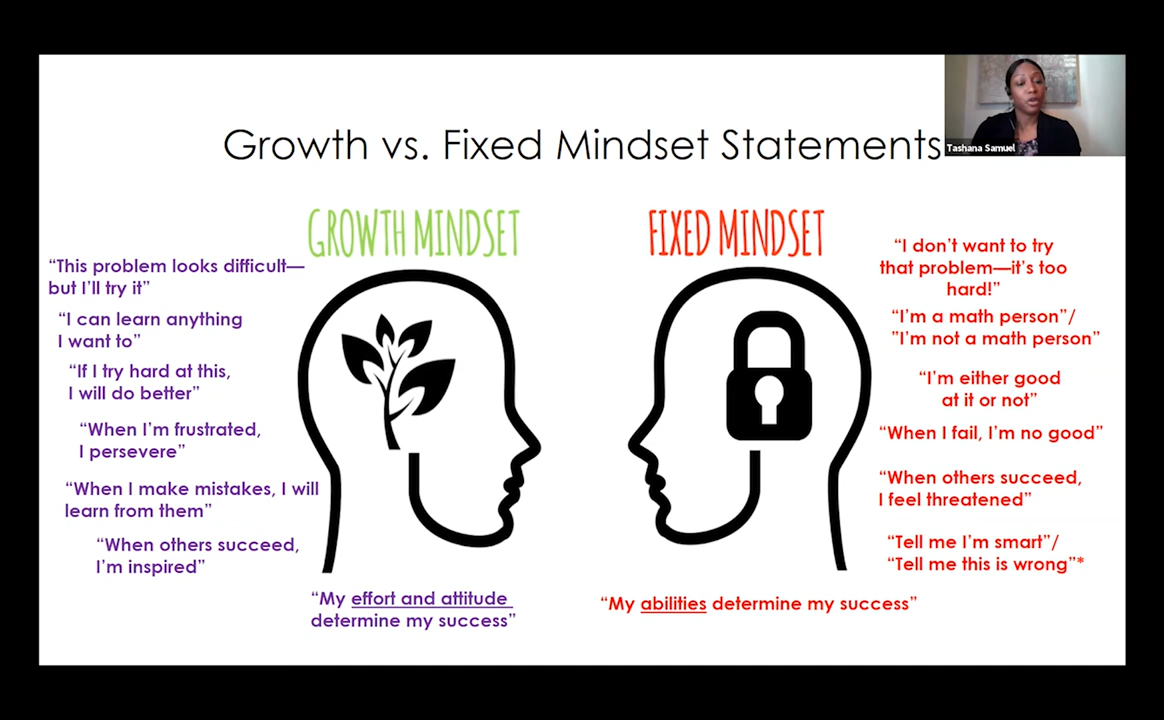 Growth vs. Fixed Mindset Statements
Tashana Samuel
GROWTH MINDSET
“This problem looks difficult—
but I’ll try it”
“I can learn anything
I want to”
“If I try hard at this,
I will do better”
“When I’m frustrated,
I persevere”
“When I make mistakes, I will
learn from them”
“When others succeed,
I’m inspired”
“My effort and attitude
determine my success”
FIXED MINDSET
“I don’t want to try
that problem—it’s too
hard!”
“I’m a math person”/
”I’m not a math person”
“I’m either good
at it or not”
“When I fail, I’m no good”
“When others succeed,
I feel threatened”
“Tell me I’m smart”/
“Tell me this is wrong”*
“My abilities determine my success”